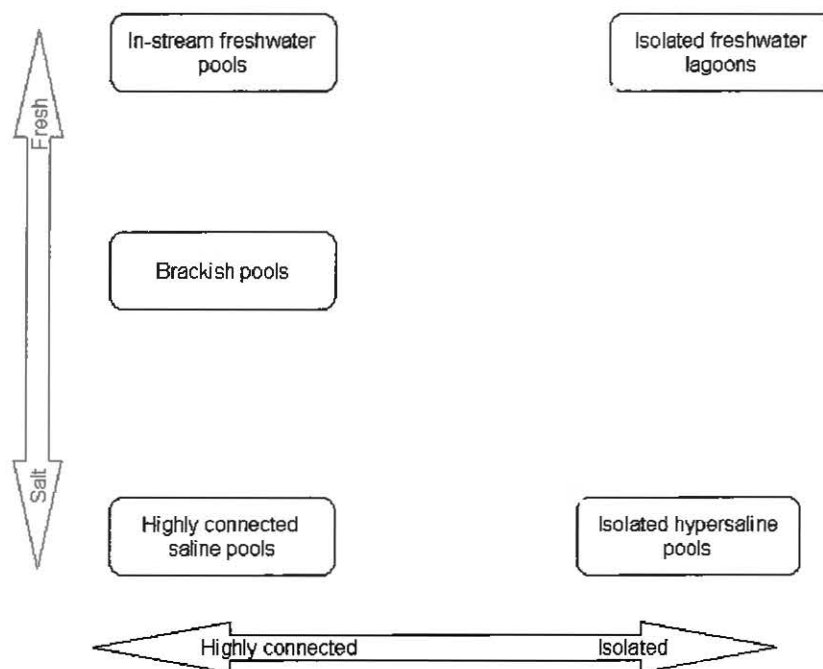 In-stream freshwater
pools
Isolated freshwater
lagoons
Fresh
Brackish pools
Salt
Highly connected
saline pools
Isolated hypersaline
pools
Highly connected
Isolated